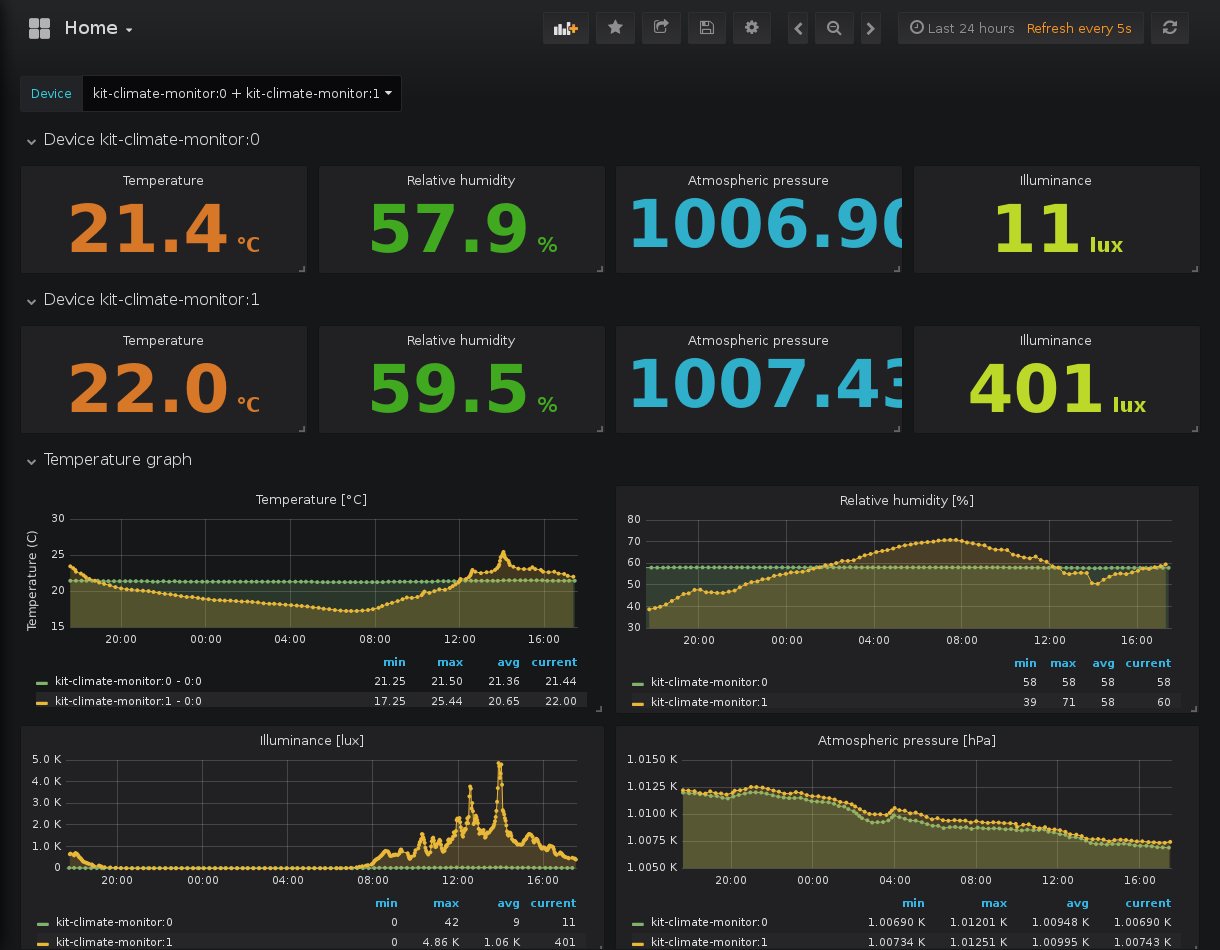 Home
Last 24 hours Refresh every 5s
Device kit-climate-monitor:0 + kit-climate-monitor:1
Device kit-climate-monitor:0
Temperature Relative humidity Atmospheric pressure Illuminance
21.4 °C 57.9 % 1006.90 11 lux
Device kit-climate-monitor:1
Temperature Relative humidity Atmospheric pressure Illuminance
22.0 °C 59.5 % 1007.43 401 lux
Temperature graph
Temperature [°C]
Temperature (C)
30
25
20
15
20:00 00:00 04:00 08:00 12:00 16:00
min max avg current
kit-climate-monitor:0 - 0:0 21.25 21.50 21.36 21.44
kit-climate-monitor:1 - 0:0 17.25 25.44 20.65 22.00
Relative humidity [%]
80
70
60
50
40
30
20:00 00:00 04:00 08:00 12:00 16:00
min max avg current
kit-climate-monitor:0 58 58 58 58
kit-climate-monitor:1 39 71 58 60
Illuminance [lux]
5.0 K
4.0 K
3.0 K
2.0 K
1.0 K
0
20:00 00:00 04:00 08:00 12:00 16:00
min max avg current
kit-climate-monitor:0 0 42 9 11
kit-climate-monitor:1 0 4.86 K 1.06 K 401
Atmospheric pressure [hPa]
1.0150 K
1.0125 K
1.0100 K
1.0075 K
1.0050 K
20:00 00:00 04:00 08:00 12:00 16:00
min max avg current
kit-climate-monitor:0 1.00690 K 1.01201 K 1.00948 K 1.00690 K
kit-climate-monitor:1 1.00734 K 1.01251 K 1.00995 K 1.00743 K